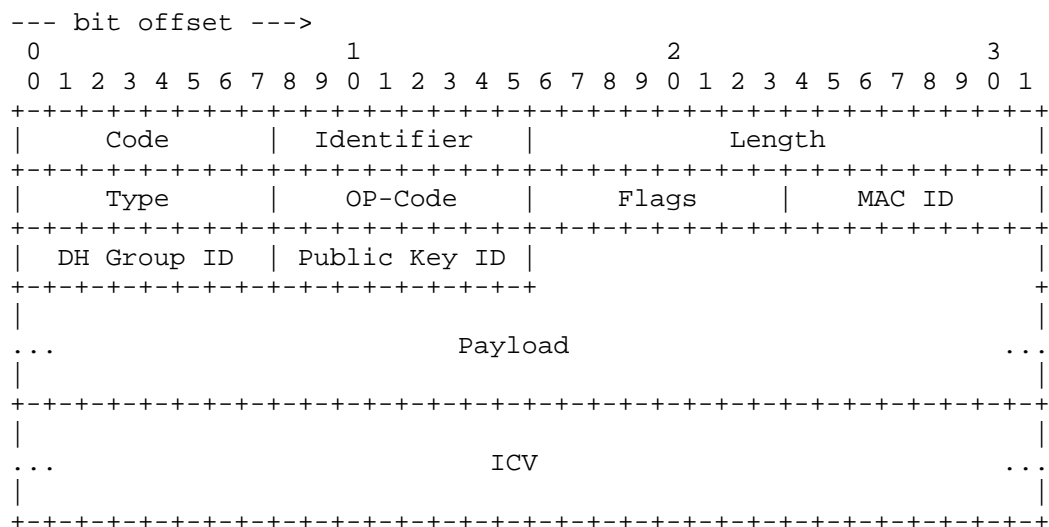 --- bit offset --->
 0                   1                   2                   3
 0 1 2 3 4 5 6 7 8 9 0 1 2 3 4 5 6 7 8 9 0 1 2 3 4 5 6 7 8 9 0 1
+-+-+-+-+-+-+-+-+-+-+-+-+-+-+-+-+-+-+-+-+-+-+-+-+-+-+-+-+-+-+-+-+
|     Code      |  Identifier   |            Length             |
+-+-+-+-+-+-+-+-+-+-+-+-+-+-+-+-+-+-+-+-+-+-+-+-+-+-+-+-+-+-+-+-+
|     Type      |    OP-Code    |     Flags     |    MAC ID     |
+-+-+-+-+-+-+-+-+-+-+-+-+-+-+-+-+-+-+-+-+-+-+-+-+-+-+-+-+-+-+-+-+
|  DH Group ID  | Public Key ID |                               |
+-+-+-+-+-+-+-+-+-+-+-+-+-+-+-+-+                               +
|                                                               |
...                         Payload                           ...
|                                                               |
+-+-+-+-+-+-+-+-+-+-+-+-+-+-+-+-+-+-+-+-+-+-+-+-+-+-+-+-+-+-+-+-+
|                                                               |
...                           ICV                             ...
|                                                               |
+-+-+-+-+-+-+-+-+-+-+-+-+-+-+-+-+-+-+-+-+-+-+-+-+-+-+-+-+-+-+-+-+